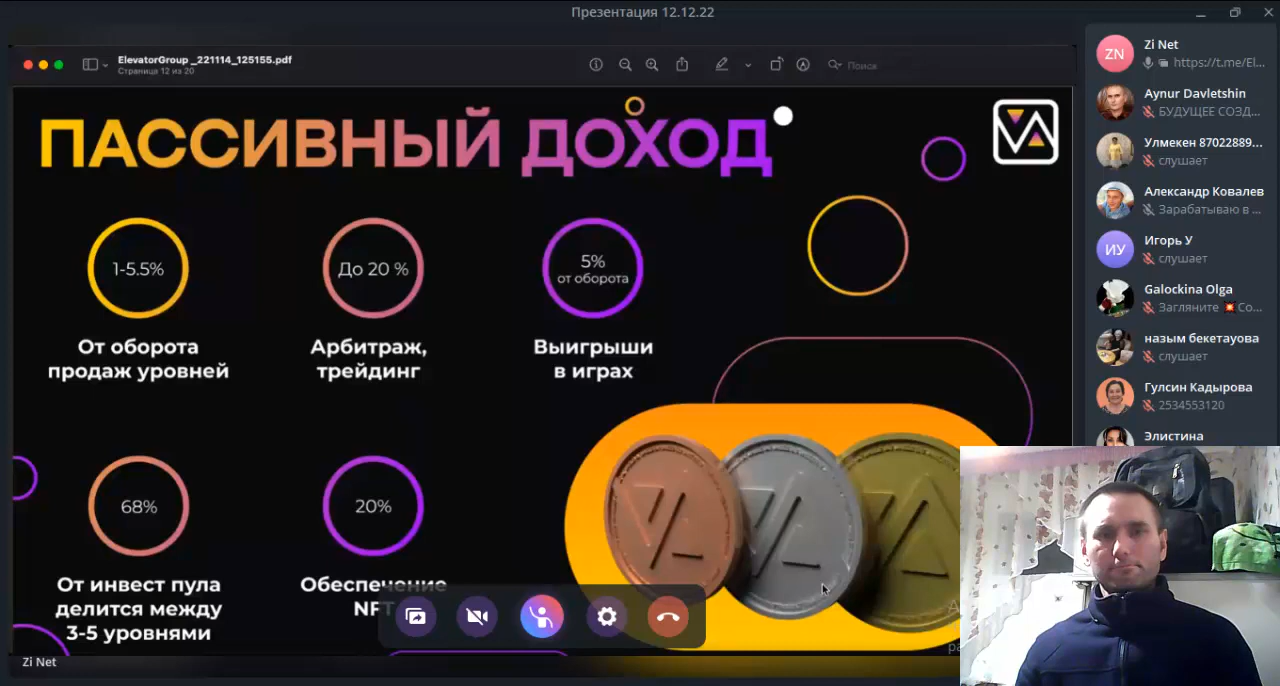 Презентация 12.12.22
ElevatorGroup _221114_125155.pdf
Страница 12 из 20
Поиск
ПАССИВНЫЙ ДОХОД
1-5.5%
До 20 %
5%
от оборота
От оборота
продаж уровней
Арбитраж,
трейдинг
Выигрыши
в играх
68%
20%
От инвест пула
делится между
3-5 уровнями
Обеспечение
NFT
Zi Net
ZN
Zi Net
https://t.me/El...
Aynur Davletshin
БУДУЩЕЕ СОЗД...
Улмекен 87022889...
слушает
Александр Ковалев
Зарабатываю в ...
ИУ
Игорь У
слушает
Galockina Olga
Загляните 💥 Со...
назым бекетауова
слушает
Гулсин Кадырова
2534553120
Элистина